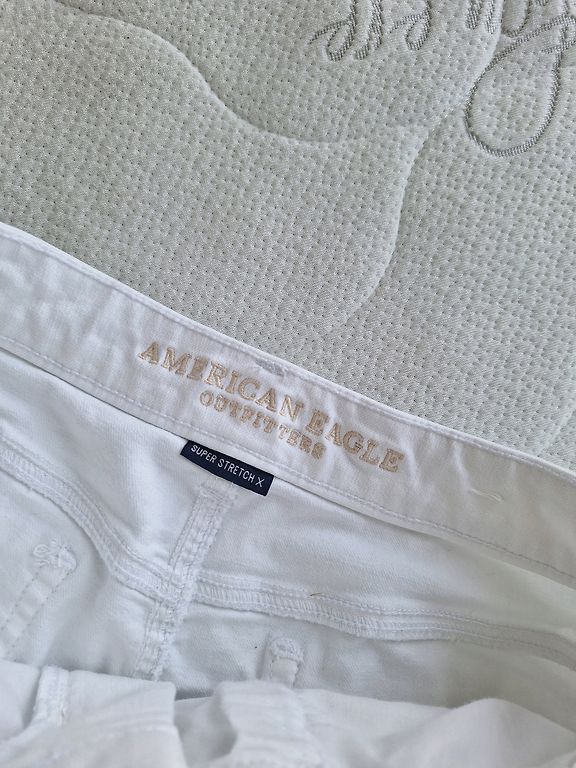 AMERICAN EAGLE
OUTFITTERS
SUPER STRETCH X